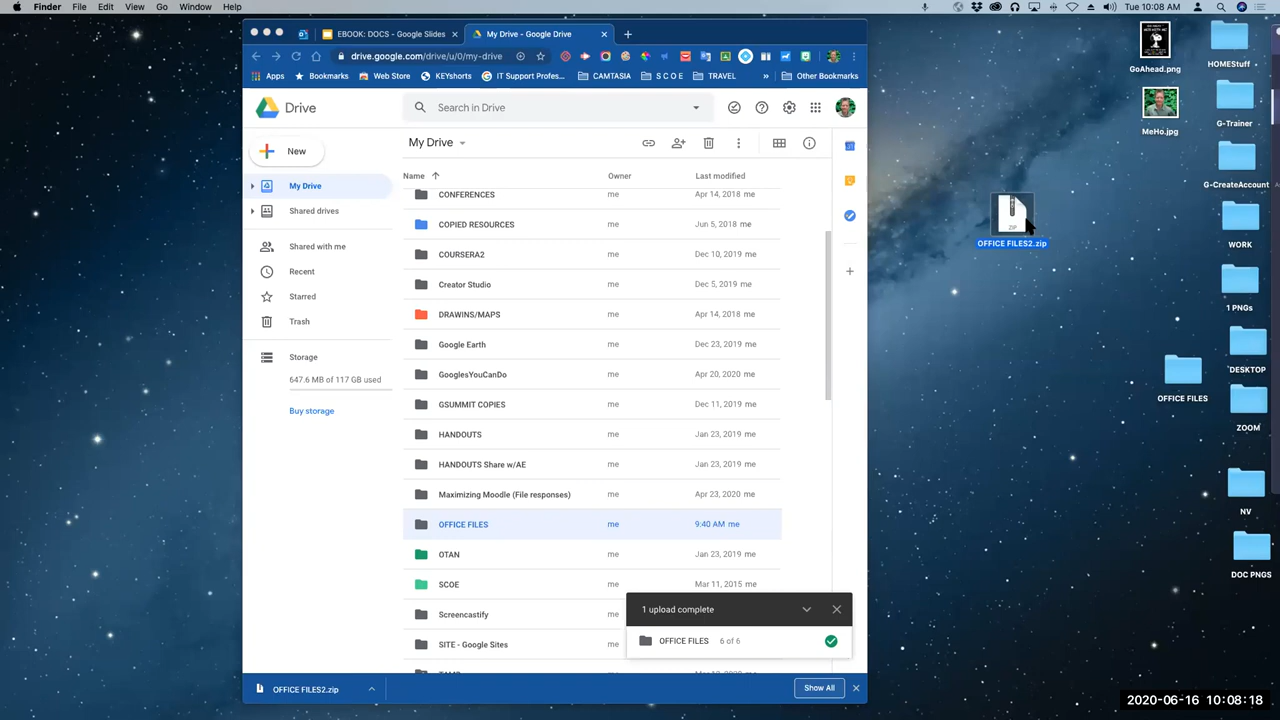 Finder File Edit View Go Window Help
Tue 10:08 AM
EBOOK: DOCS - Google Slides
My Drive - Google Drive
drive.google.com/drive/u/0/my-drive
Apps Bookmarks Web Store KEYshorts IT Support Profes... CAMTASIA S C O E TRAVEL » Other Bookmarks
Drive
Search in Drive
New
My Drive
Shared drives
Shared with me
Recent
Starred
Trash
Storage
647.6 MB of 117 GB used
Buy storage
My Drive
Name Owner Last modified
CONFERENCES me Apr 14, 2018 me
COPIED RESOURCES me Jun 5, 2018 me
COURSERA2 me Dec 10, 2019 me
Creator Studio me Dec 5, 2019 me
DRAWINS/MAPS me Apr 14, 2018 me
Google Earth me Dec 23, 2019 me
GooglesYouCanDo me Apr 20, 2020 me
GSUMMIT COPIES me Dec 11, 2019 me
HANDOUTS me Jan 23, 2019 me
HANDOUTS Share w/AE me Jan 23, 2019 me
Maximizing Moodle (File responses) me Apr 23, 2020 me
OFFICE FILES me 9:40 AM me
OTAN me Jan 23, 2019 me
SCOE me Mar 11, 2015 me
Screencastify me
SITE - Google Sites me
1 upload complete
OFFICE FILES 6 of 6
OFFICE FILES2.zip
Show All
ZIP
OFFICE FILES2.zip
GoAhead.png
MeHo.jpg
HOMEStuff
G-Trainer
G-CreateAccount
WORK
1 PNGs
DESKTOP
OFFICE FILES
ZOOM
NV
DOC PNGS
2020-06-16 10:08:18